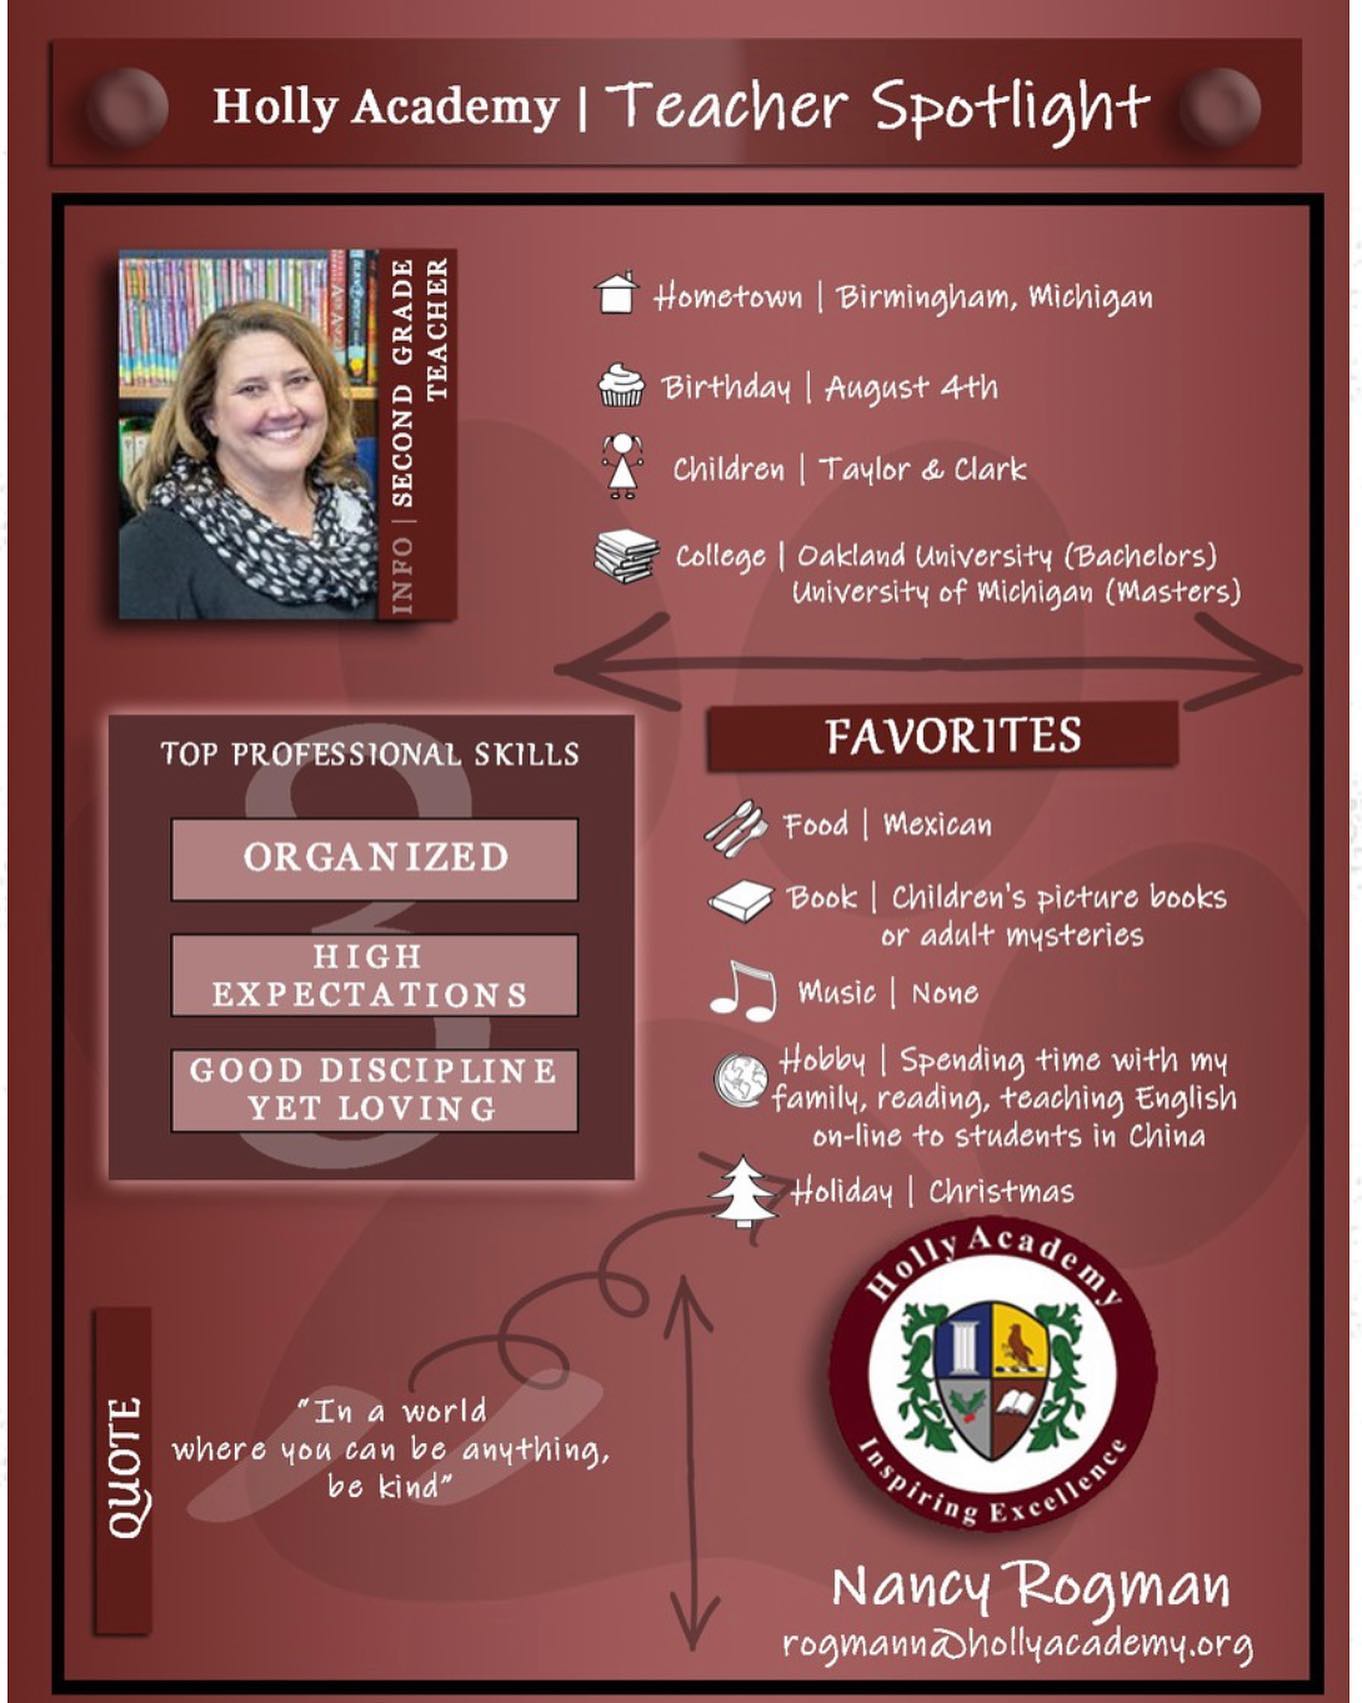 Holly Academy | Teacher Spotlight
INFO | SECOND GRADE
TEACHER
Hometown | Birmingham, Michigan
Birthday | August 4th
Children | Taylor & Clark
College | Oakland University (Bachelors)
University of Michigan (Masters)
3
TOP PROFESSIONAL SKILLS
ORGANIZED
HIGH
EXPECTATIONS
GOOD DISCIPLINE
YET LOVING
FAVORITES
Food | Mexican
Book | Children's picture books
or adult mysteries
Music | None
Hobby | Spending time with my
family, reading, teaching English
on-line to students in China
Holiday | Christmas
QUOTE
"In a world
where you can be anything,
be kind"
Holly Academy
Inspiring Excellence
Nancy Rogman
rogmann@hollyacademy.org